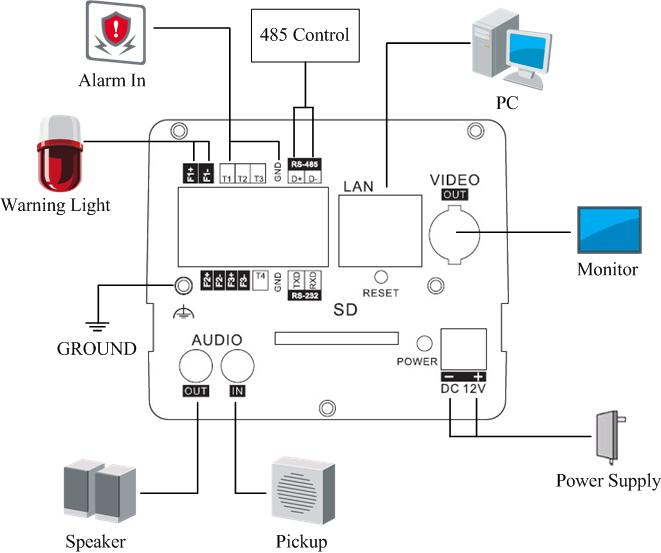 485 Control
Alarm In
PC
Warning Light
F1+ F1- T1 T2 T3 GND RS-485 D+ D-
LAN
VIDEO
OUT
Monitor
F2+ F2- F3+ F3- T4 GND TXD RXD
RS-232
RESET
SD
GROUND
AUDIO
OUT IN
POWER
- +
DC 12V
Power Supply
Speaker
Pickup